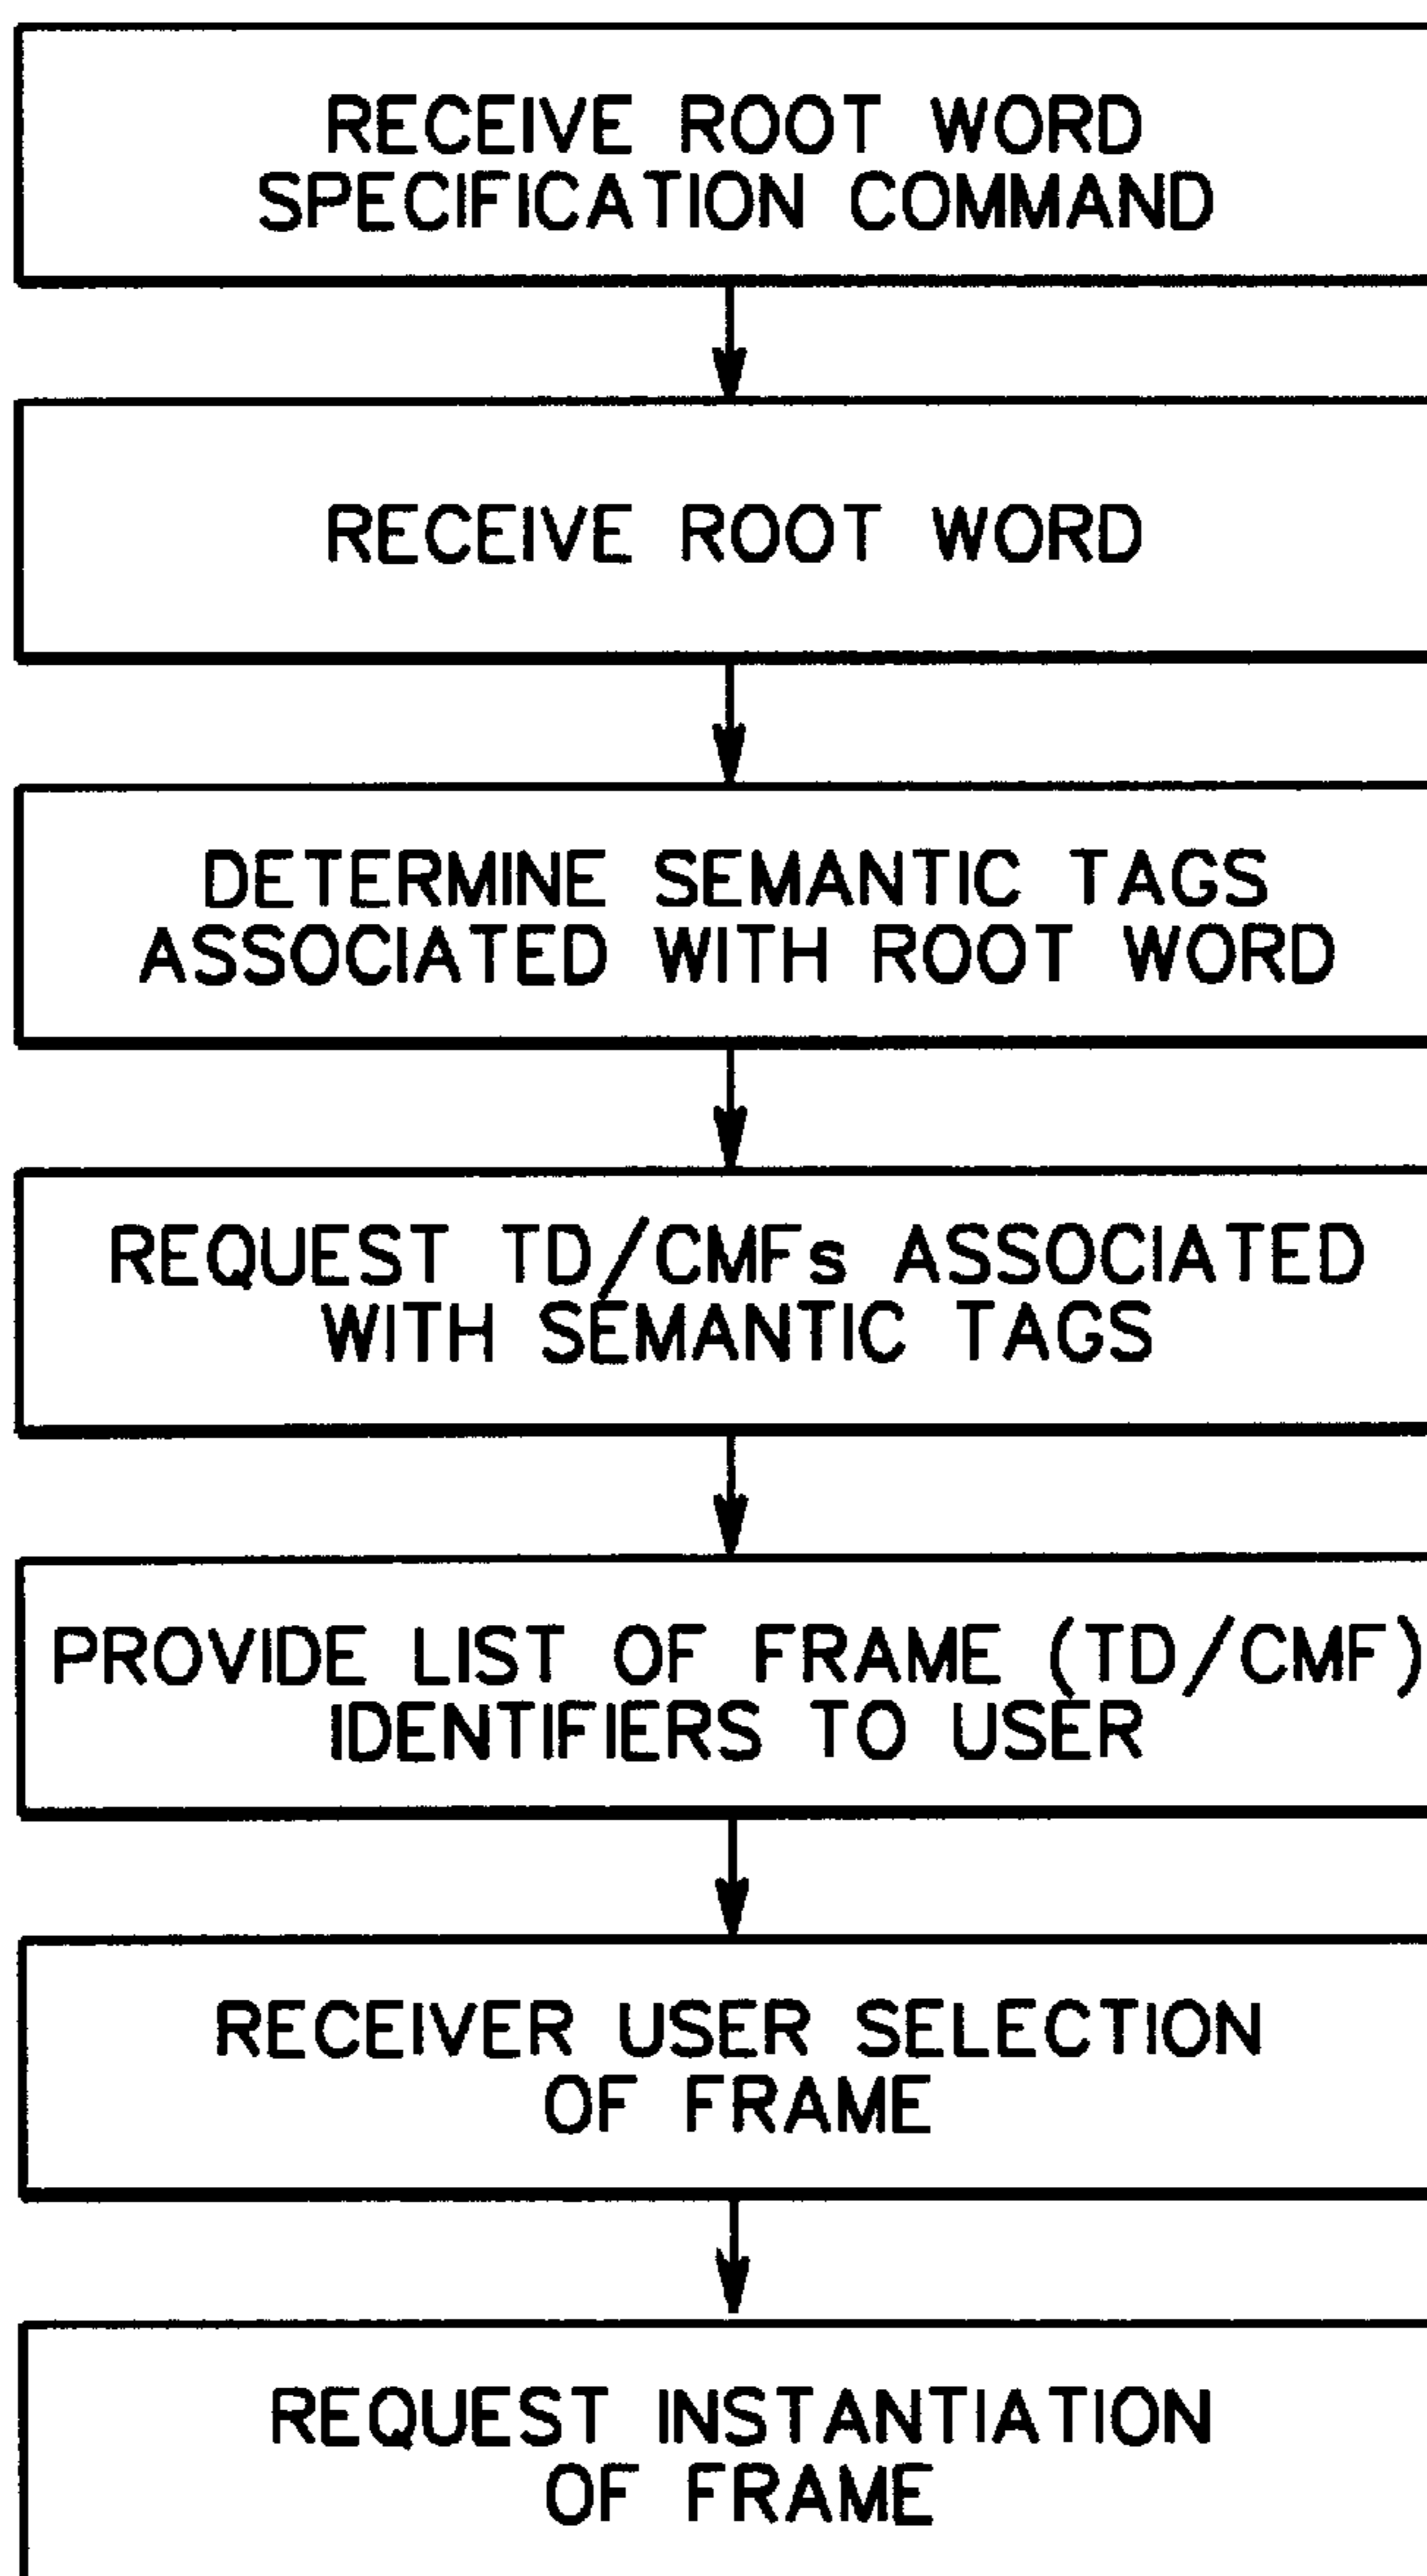 RECEIVE ROOT WORD
SPECIFICATION COMMAND
RECEIVE ROOT WORD
DETERMINE SEMANTIC TAGS
ASSOCIATED WITH ROOT WORD
REQUEST TD/CMFs ASSOCIATED
WITH SEMANTIC TAGS
PROVIDE LIST OF FRAME (TD/CMF)
IDENTIFIERS TO USER
RECEIVER USER SELECTION
OF FRAME
REQUEST INSTANTIATION
OF FRAME